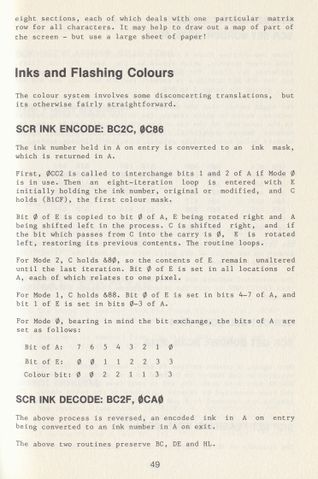 eight sections, each of which deals with one particular matrix
row for all characters. It may help to draw out a map of part of
the screen - but use a large sheet of paper!
Inks and Flashing Colours
The colour system involves some disconcerting translations, but
its otherwise fairly straightforward.
SCR INK ENCODE: BC2C, ØC86
The ink number held in A on entry is converted to an ink mask,
which is returned in A.
First, ØCC2 is called to interchange bits 1 and 2 of A if Mode Ø
is in use. Then an eight-iteration loop is entered with E
initially holding the ink number, original or modified, and C
holds (B1CF), the first colour mask.
Bit Ø of E is copied to bit Ø of A, E being rotated right and A
being shifted left in the process. C is shifted right, and if
the bit which passes from C into the carry is Ø, E is rotated
left, restoring its previous contents. The routine loops.
For Mode 2, C holds &8Ø, so the contents of E remain unaltered
until the last iteration. Bit Ø of E is set in all locations of
A, each of which relates to one pixel.
For Mode 1, C holds &88. Bit Ø of E is set in bits 4-7 of A, and
bit 1 of E is set in bits Ø-3 of A.
For Mode Ø, bearing in mind the bit exchange, the bits of A are
set as follows:
Bit of A: 7 6 5 4 3 2 1 Ø
Bit of E: Ø Ø 1 1 2 2 3 3
Colour bit: Ø Ø 2 2 1 1 3 3
SCR INK DECODE: BC2F, ØCAØ
The above process is reversed, an encoded ink in A on entry
being converted to an ink number in A on exit.
The above two routines preserve BC, DE and HL.
49